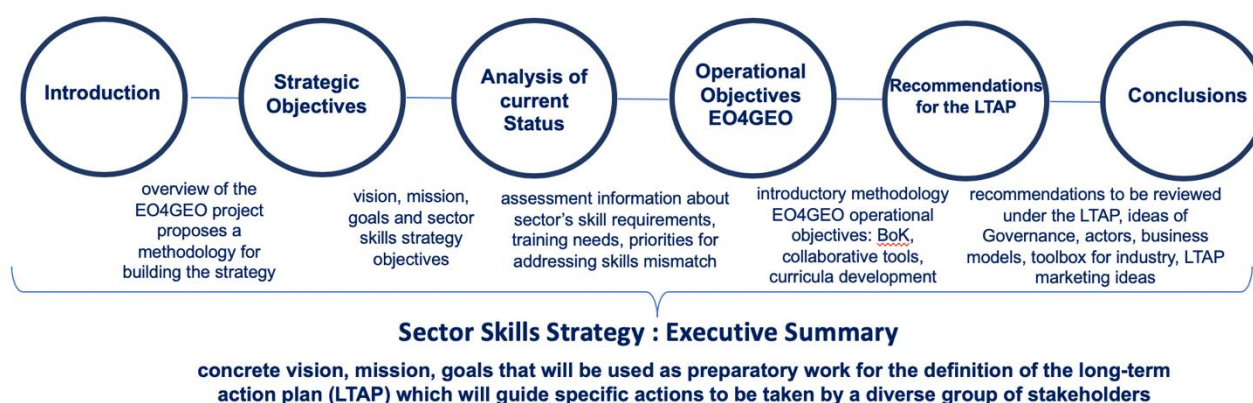 Introduction
Strategic
Objectives
Analysis of
current
Status
Operational
Objectives
EO4GEO
Recommendations
for the LTAP
Conclusions
overview of the
EO4GEO project
proposes a
methodology for
building the strategy
vision, mission,
goals and sector
skills strategy
objectives
assessment information about
sector's skill requirements,
training needs, priorities for
addressing skills mismatch
introductory methodology
EO4GEO operational
objectives: BoK,
collaborative tools,
curricula development
recommendations to be reviewed
under the LTAP, ideas of
Governance, actors, business
models, toolbox for industry, LTAP
marketing ideas
Sector Skills Strategy : Executive Summary
concrete vision, mission, goals that will be used as preparatory work for the definition of the long-term
action plan (LTAP) which will guide specific actions to be taken by a diverse group of stakeholders